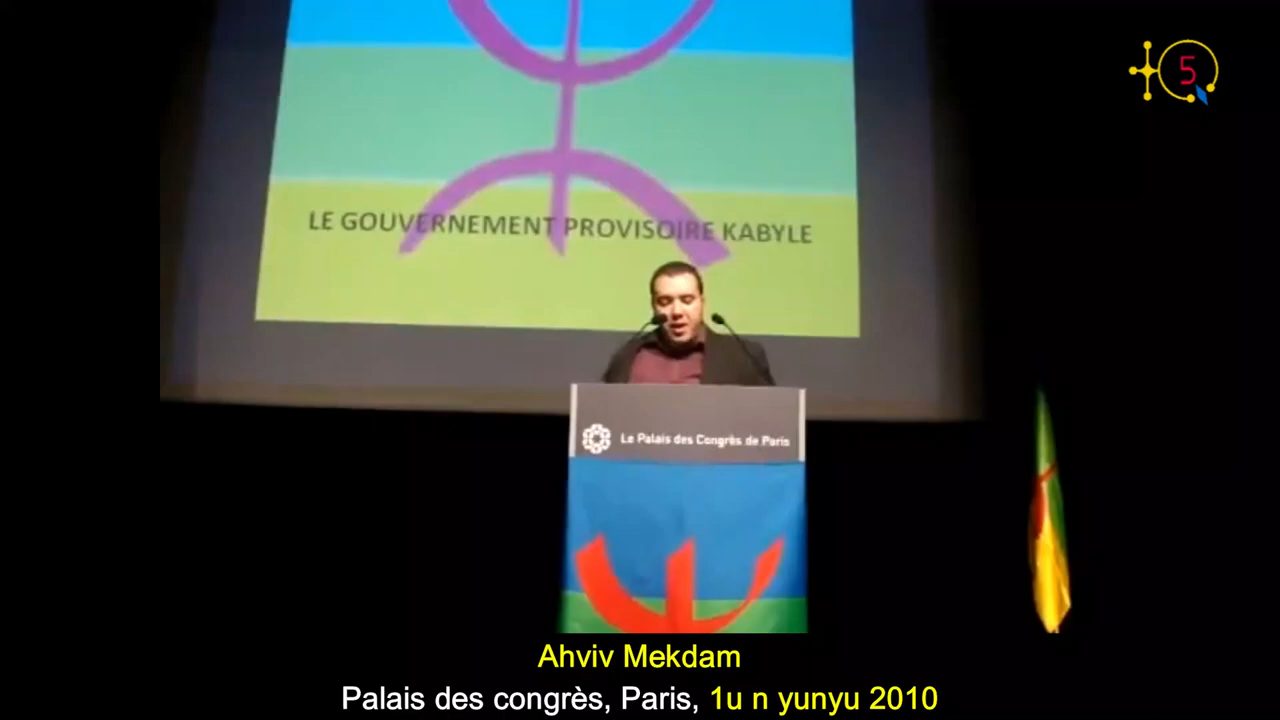 5
LE GOUVERNEMENT PROVISOIRE KABYLE
Le Palais des Congrès de Paris
Ahviv Mekdam
Palais des congrès, Paris, 1u n yunyu 2010